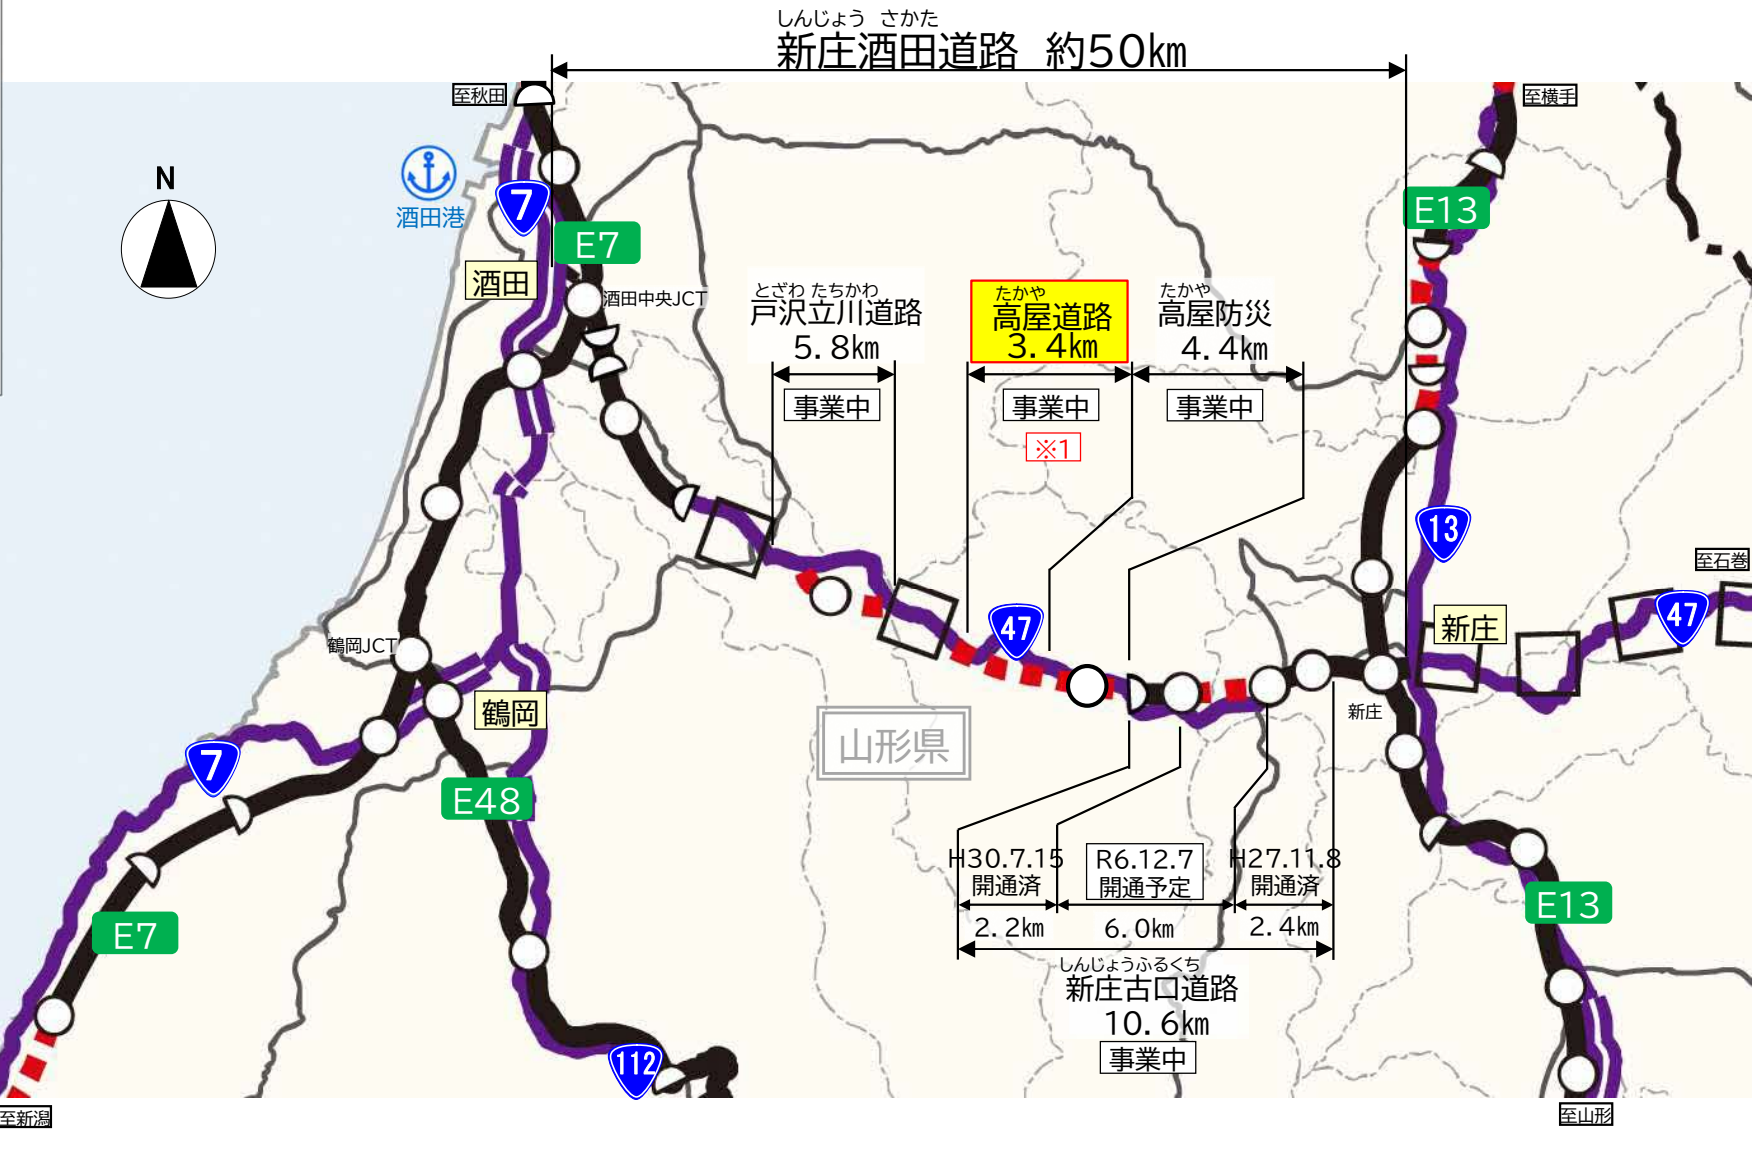 しんじょう さかた
新庄酒田道路 約50㎞
至秋田
至横手
N
酒田港
7
E7
E13
酒田
酒田中央JCT
とざわ たちかわ
戸沢立川道路
5.8㎞
事業中
たかや
高屋道路
3.4㎞
事業中
※1
たかや
高屋防災
4.4㎞
事業中
13
至石巻
47
47
新庄
鶴岡JCT
鶴岡
新庄
山形県
7
E48
H30.7.15
開通済
2.2㎞
R6.12.7
開通予定
6.0㎞
H27.11.8
開通済
2.4㎞
しんじょうふるくち
新庄古口道路
10.6㎞
事業中
E7
E13
112
至新潟
至山形